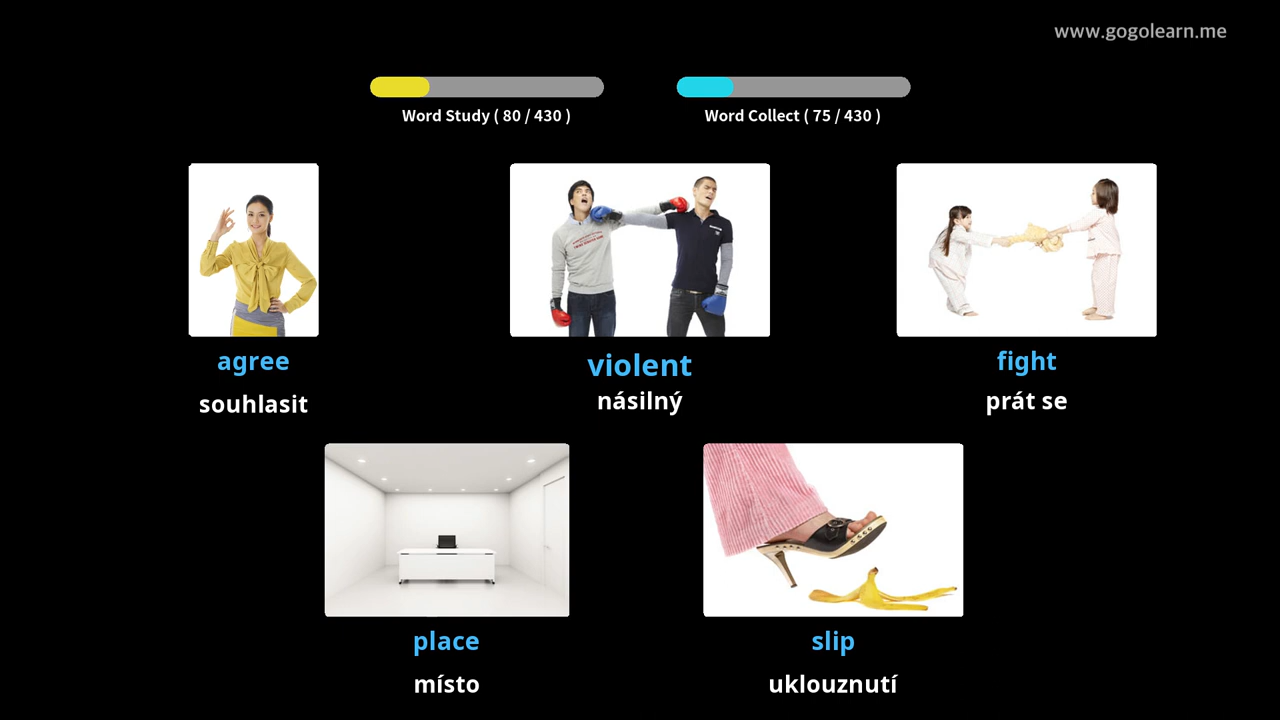 www.gogolearn.me
Word Study ( 80 / 430 )
Word Collect ( 75 / 430 )
agree
violent
fight
souhlasit
násilný
prát se
place
slip
místo
uklouznutí